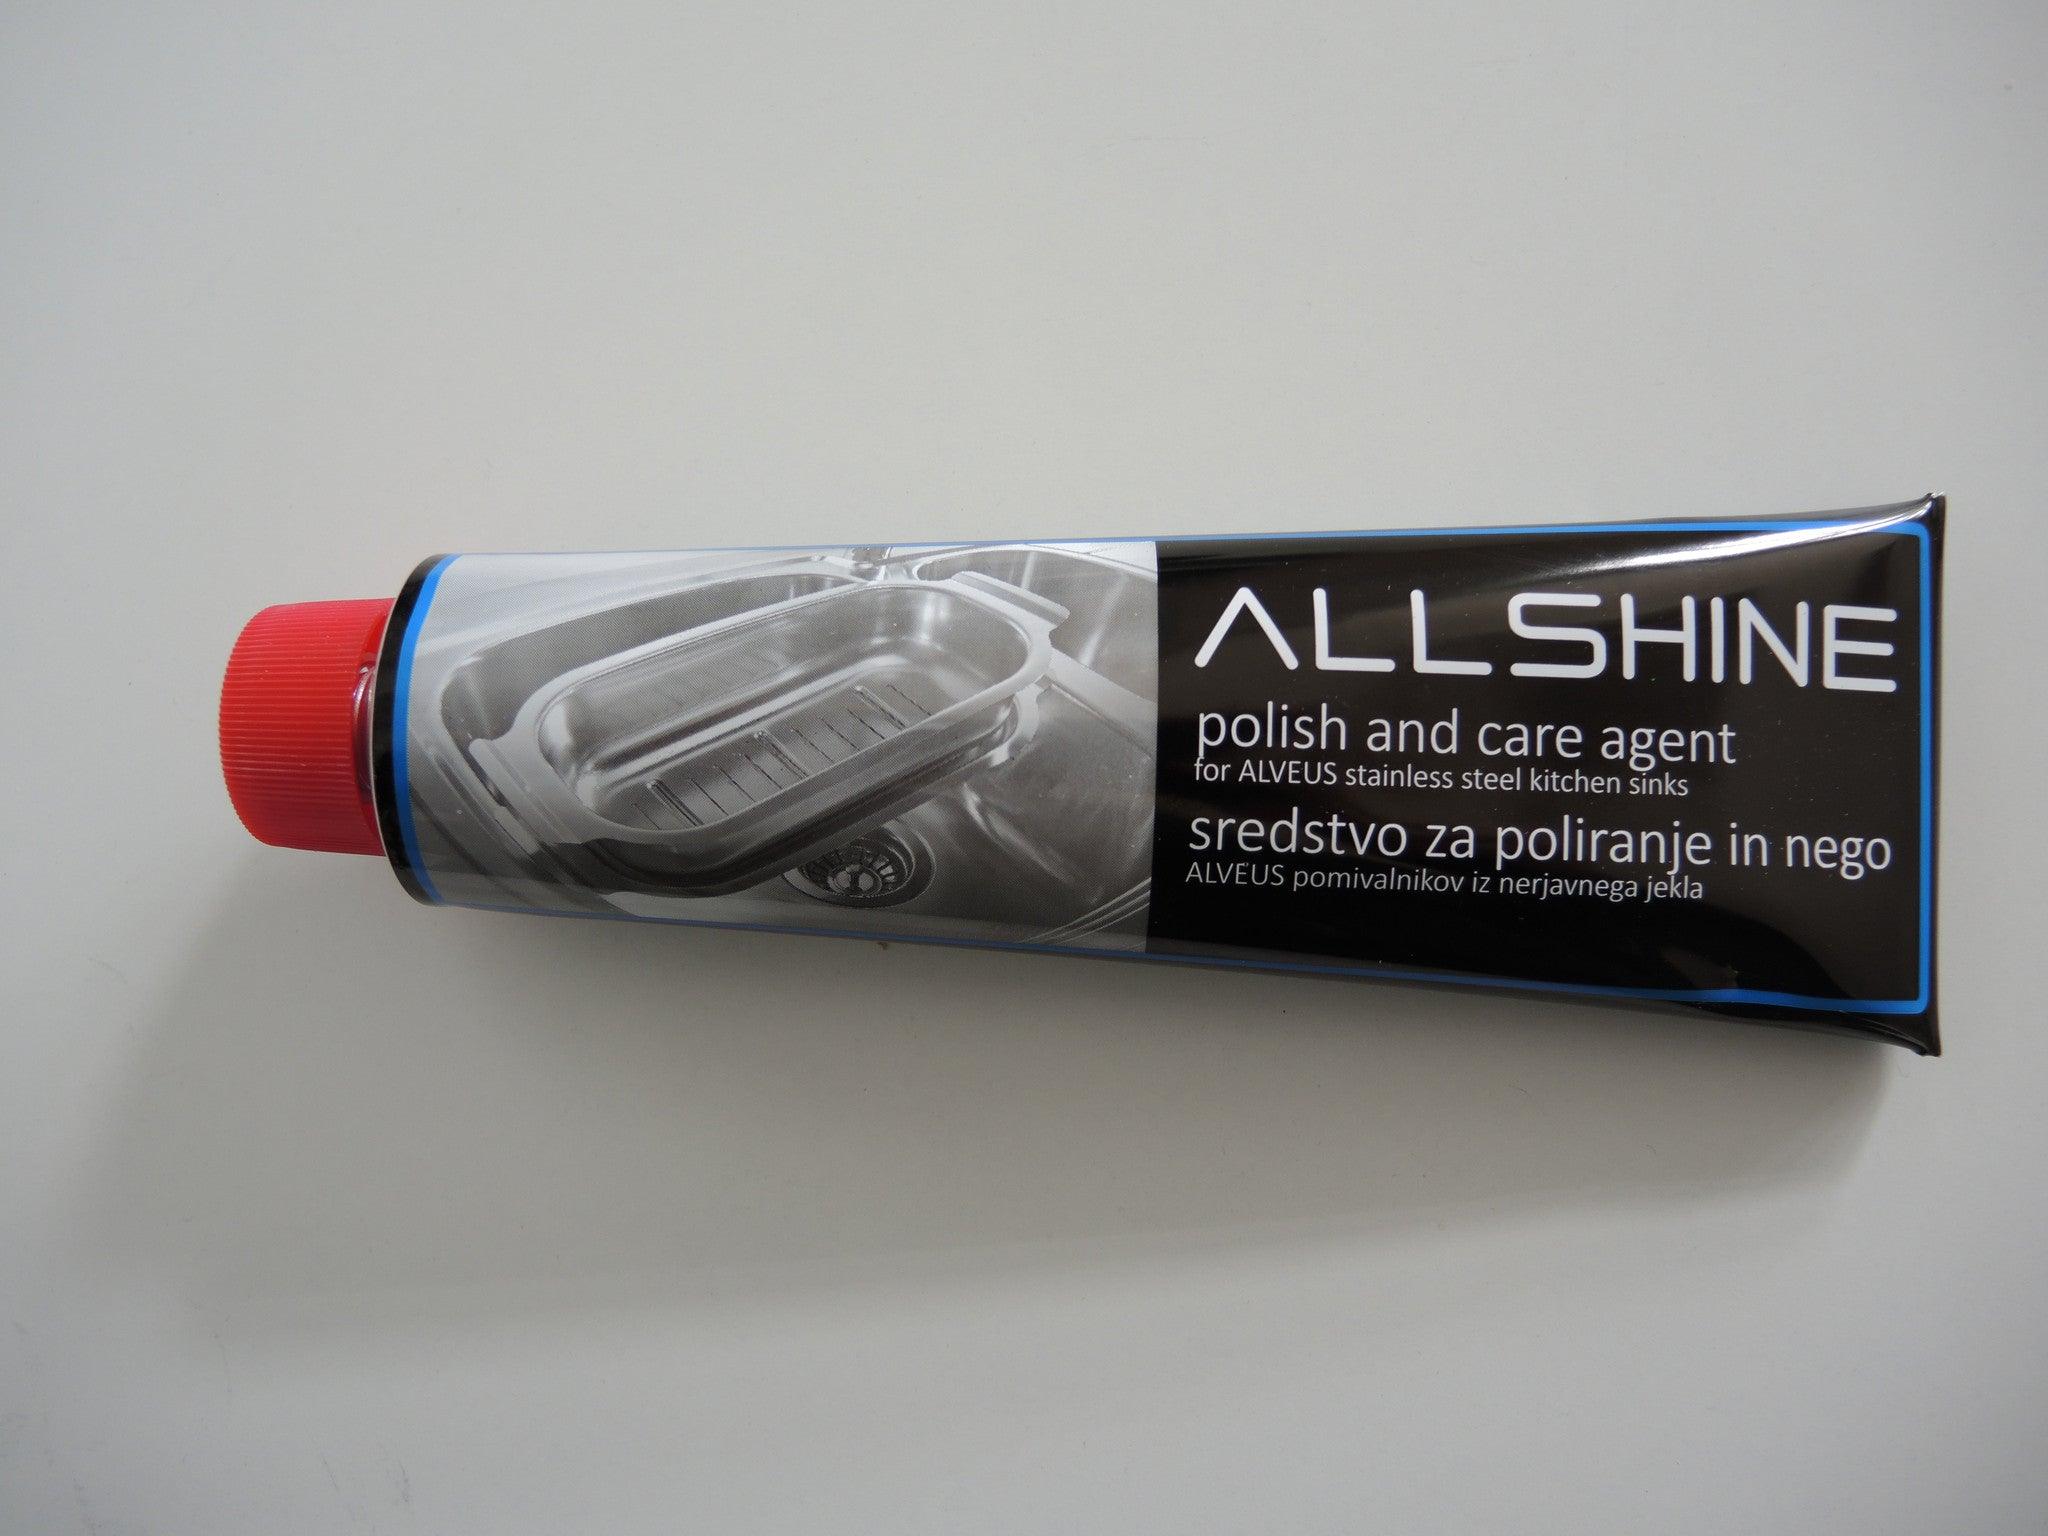 ALLSHINE
polish and care agent
for ALVEUS stainless steel kitchen sinks
sredstvo za poliranje in nego
ALVEUS pomivalnikov iz nerjavnega jekla